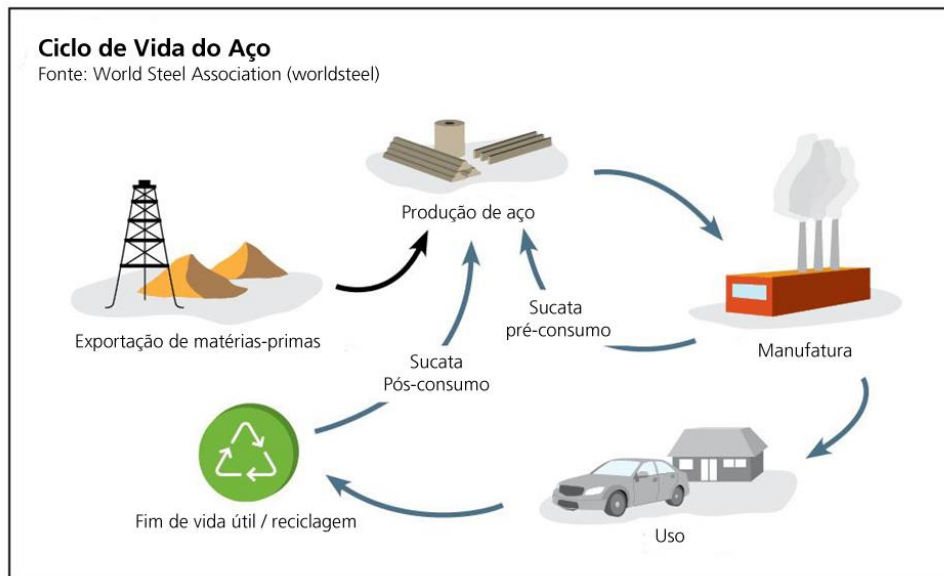 Ciclo de Vida do Aço
Fonte: World Steel Association (worldsteel)
Produção de aço
Exportação de matérias-primas
Sucata
pré-consumo
Manufatura
Sucata
Pós-consumo
Fim de vida útil / reciclagem
Uso